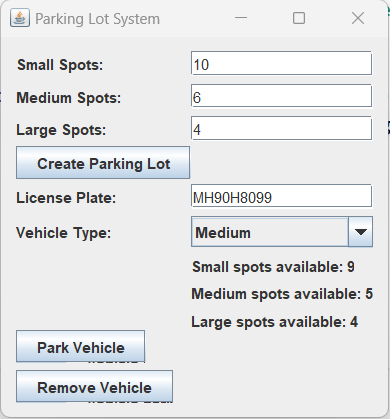 Parking Lot System
Small Spots: 10
Medium Spots: 6
Large Spots: 4
Create Parking Lot
License Plate: MH90H8099
Vehicle Type: Medium
Small spots available: 9
Medium spots available: 5
Large spots available: 4
Park Vehicle
Remove Vehicle